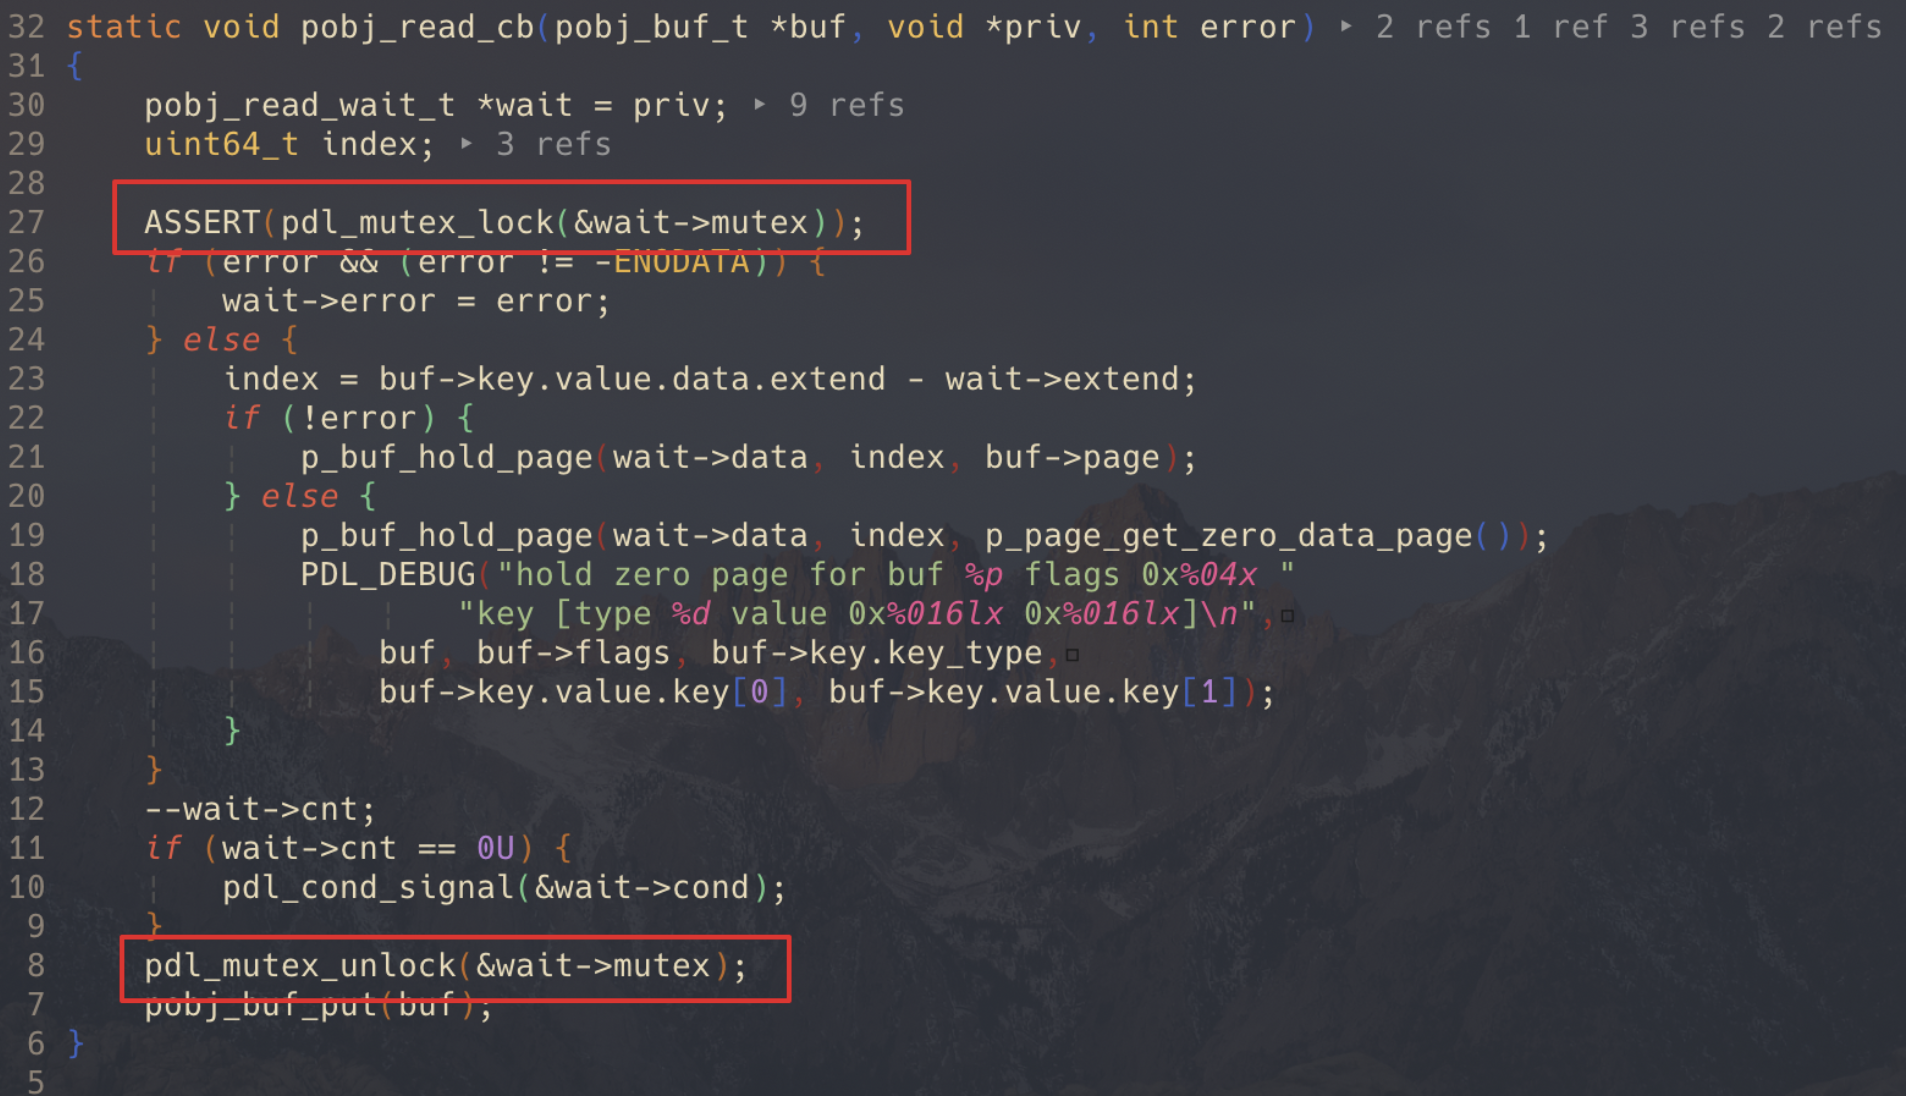 32 static void pobj_read_cb(pobj_buf_t *buf, void *priv, int error) ▸ 2 refs 1 ref 3 refs 2 refs
31 {
30     pobj_read_wait_t *wait = priv; ▸ 9 refs
29     uint64_t index; ▸ 3 refs
28
27     ASSERT(pdl_mutex_lock(&wait->mutex));
26     if (error && (error != -ENODATA)) {
25         wait->error = error;
24     } else {
23         index = buf->key.value.data.extend - wait->extend;
22         if (!error) {
21             p_buf_hold_page(wait->data, index, buf->page);
20         } else {
19             p_buf_hold_page(wait->data, index, p_page_get_zero_data_page());
18             PDL_DEBUG("hold zero page for buf %p flags 0x%04x "
17                     "key [type %d value 0x%016lx 0x%016lx]\n",
16                 buf, buf->flags, buf->key.key_type,
15                 buf->key.value.key[0], buf->key.value.key[1]);
14         }
13     }
12     --wait->cnt;
11     if (wait->cnt == 0U) {
10         pdl_cond_signal(&wait->cond);
9     }
8     pdl_mutex_unlock(&wait->mutex);
7     pobj_buf_put(buf);
6 }
5